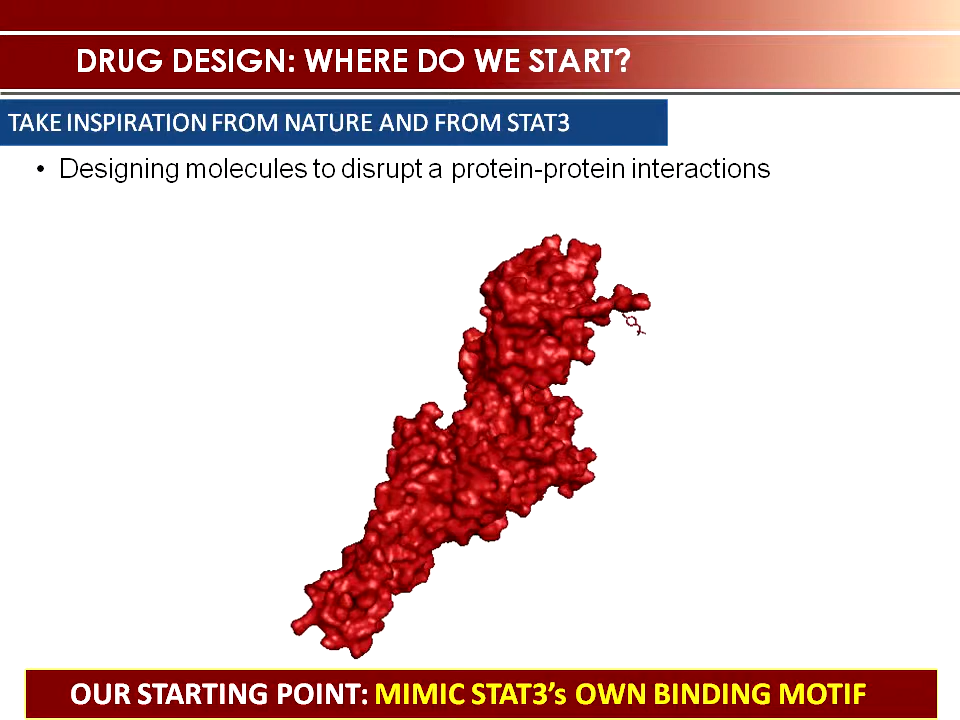 DRUG DESIGN: WHERE DO WE START?
TAKE INSPIRATION FROM NATURE AND FROM STAT3
• Designing molecules to disrupt a protein-protein interactions
OUR STARTING POINT: MIMIC STAT3's OWN BINDING MOTIF